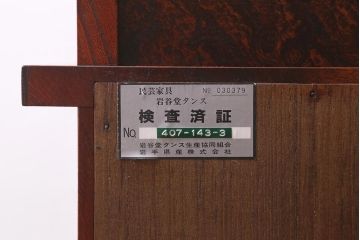 民芸家具 No 030379
岩谷堂タンス
検査済証
No. 407-143-3
岩谷堂タンス生産協同組合
岩手県産株式会社